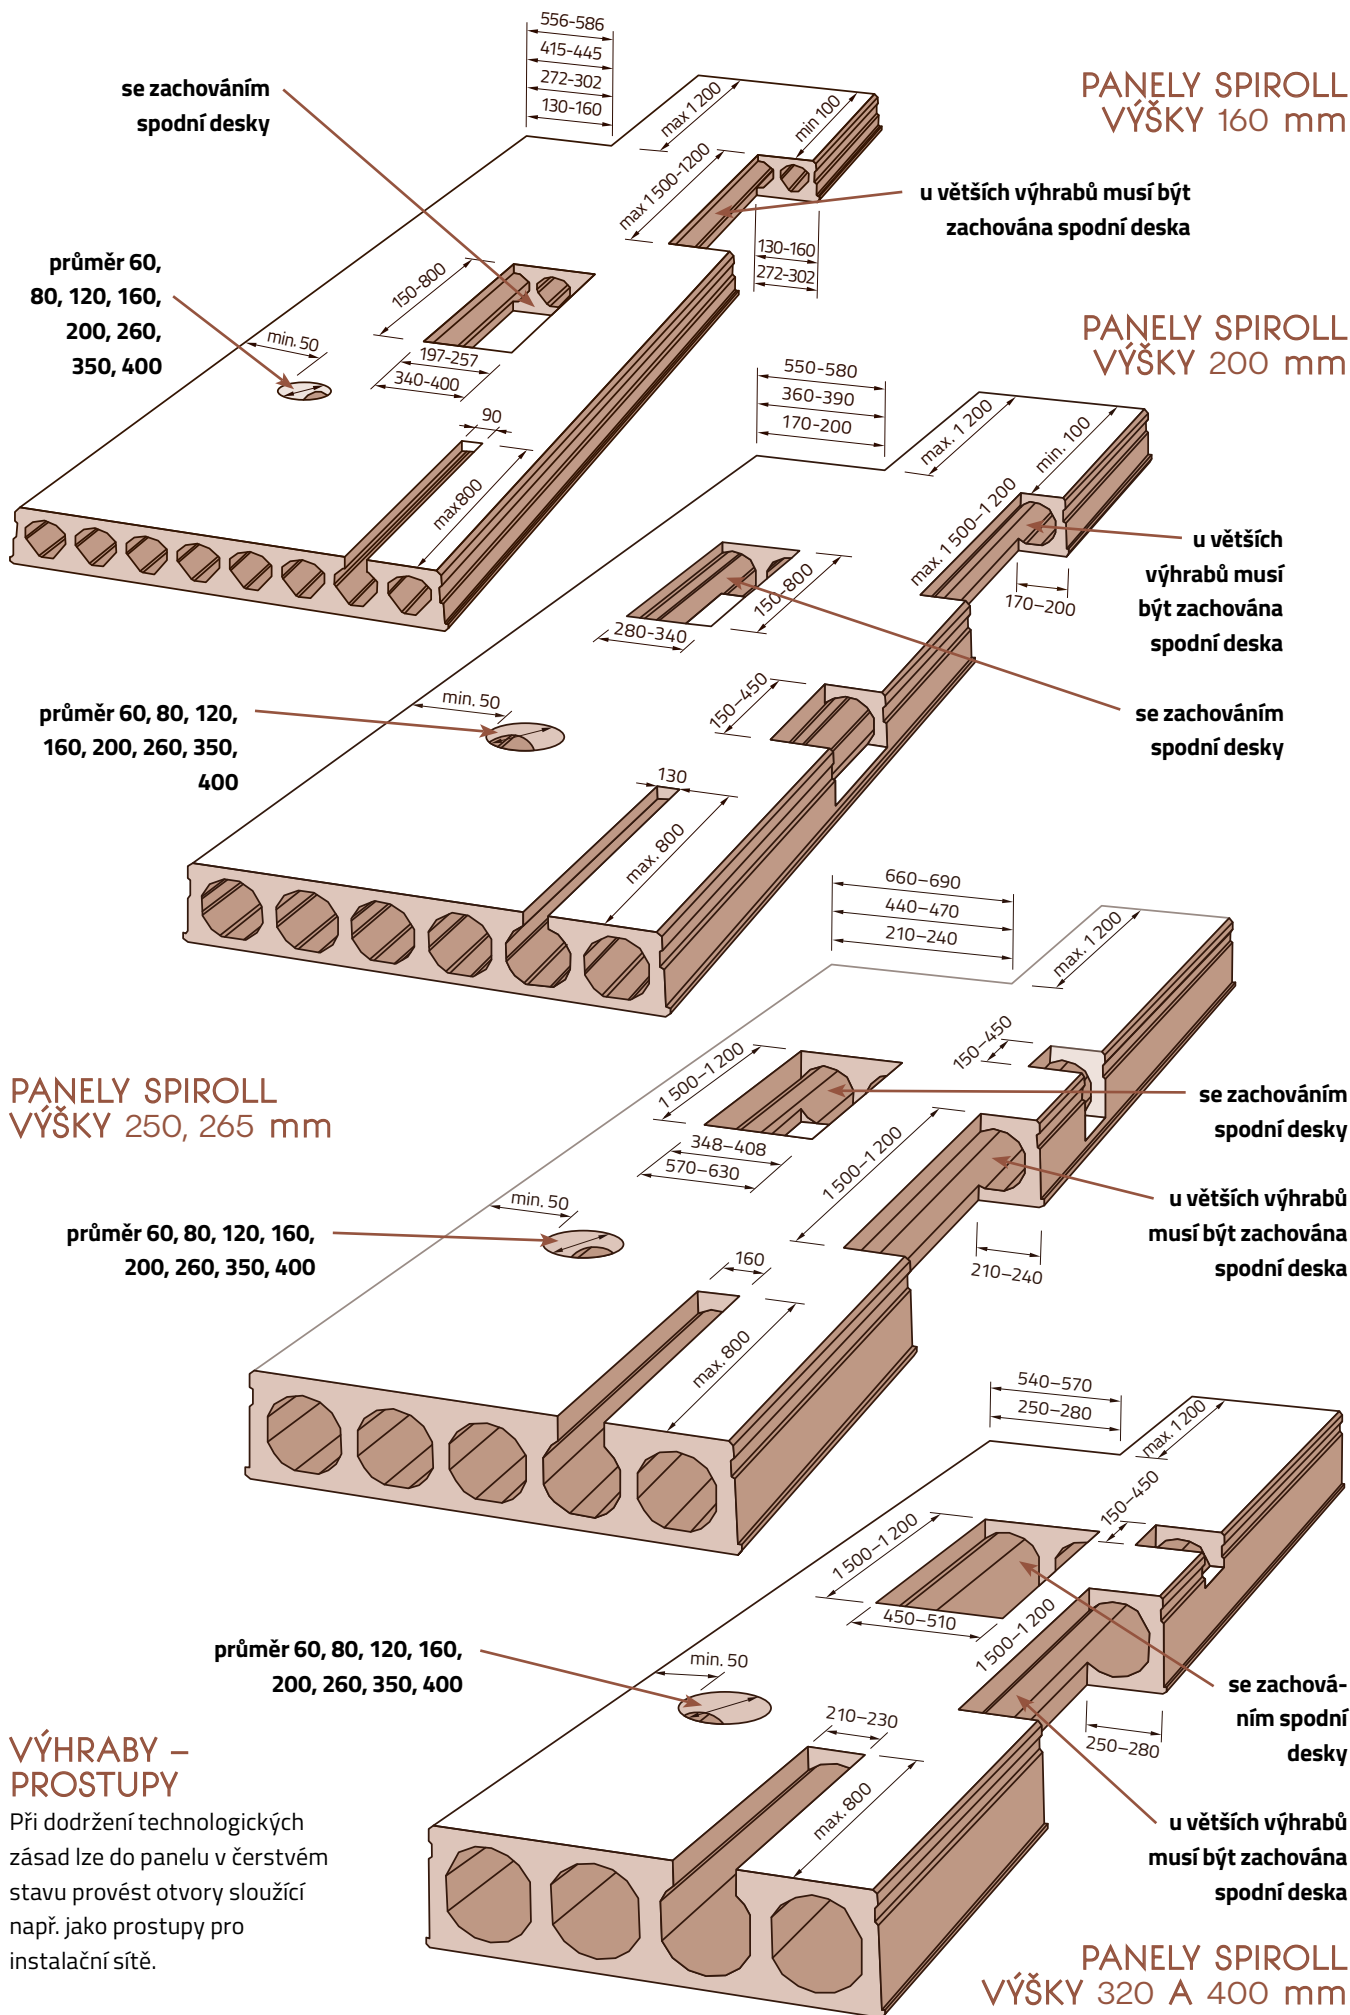 PANELY SPIROLL
VÝŠKY 160 mm
556-586
415-445
272-302
130-160
se zachováním
spodní desky
max 1 200
min 100
max 1 500-1200
u větších výhrabů musí být
zachována spodní deska
130-160
272-302
průměr 60,
80, 120, 160,
200, 260,
350, 400
150-800
min. 50
197-257
340-400
90
max800
PANELY SPIROLL
VÝŠKY 200 mm
550-580
360-390
170-200
max. 1 200
min. 100
max. 1 500–1 200
u větších
výhrabů musí
být zachována
spodní deska
170–200
150-800
280-340
se zachováním
spodní desky
150–450
min. 50
průměr 60, 80, 120,
160, 200, 260, 350,
400
130
max. 800
PANELY SPIROLL
VÝŠKY 250, 265 mm
660–690
440–470
210–240
max. 1 200
150–450
1 500–1 200
se zachováním
spodní desky
348–408
570–630
1 500–1 200
u větších výhrabů
musí být zachována
spodní deska
210–240
min. 50
průměr 60, 80, 120, 160,
200, 260, 350, 400
160
max. 800
540–570
250–280
max. 1 200
150–450
1 500–1 200
450–510
1 500–1 200
se zachová-
ním spodní
desky
250–280
průměr 60, 80, 120, 160,
200, 260, 350, 400
min. 50
210–230
max. 800
u větších výhrabů
musí být zachována
spodní deska
VÝHRABY –
PROSTUPY
Při dodržení technologických
zásad lze do panelu v čerstvém
stavu provést otvory sloužící
např. jako prostupy pro
instalační sítě.
PANELY SPIROLL
VÝŠKY 320 A 400 mm